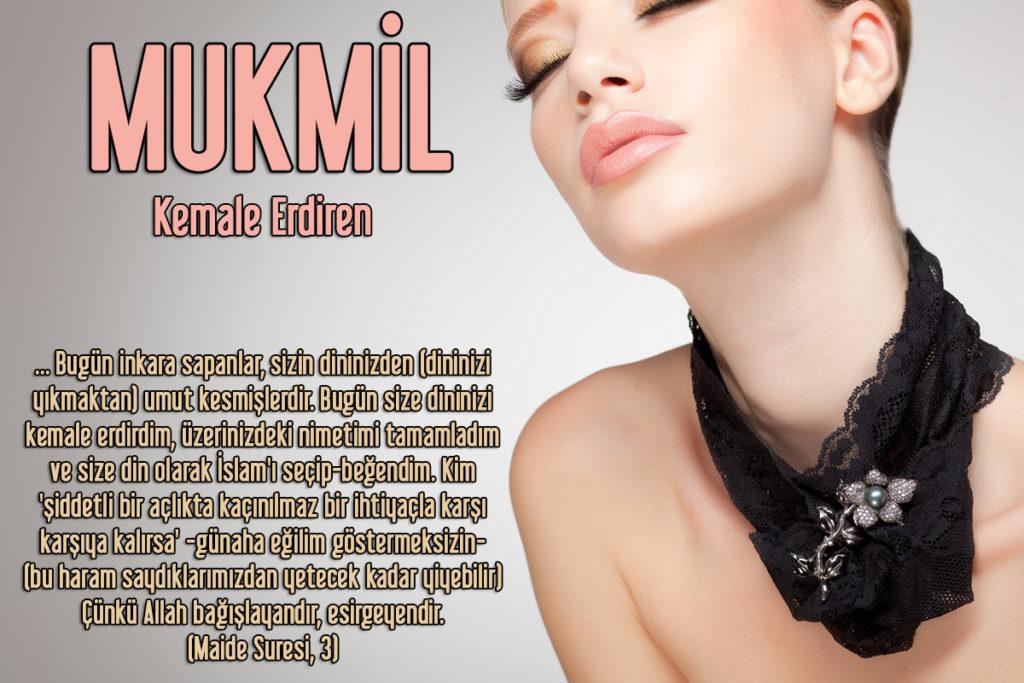 MUKMİL
Kemale Erdiren
... Bugün inkara sapanlar, sizin dininizden (dininizi
yıkmaktan) umut kesmişlerdir. Bugün size dininizi
kemale erdirdim, üzerinizdeki nimetimi tamamladım
ve size din olarak İslam'ı seçip-beğendim. Kim
'şiddetli bir açlıkta kaçınılmaz bir ihtiyaçla karşı
karşıya kalırsa' -günaha eğilim göstermeksizin-
(bu haram saydıklarımızdan yetecek kadar yiyebilir)
Çünkü Allah bağışlayandır, esirgeyendir.
(Maide Suresi, 3)